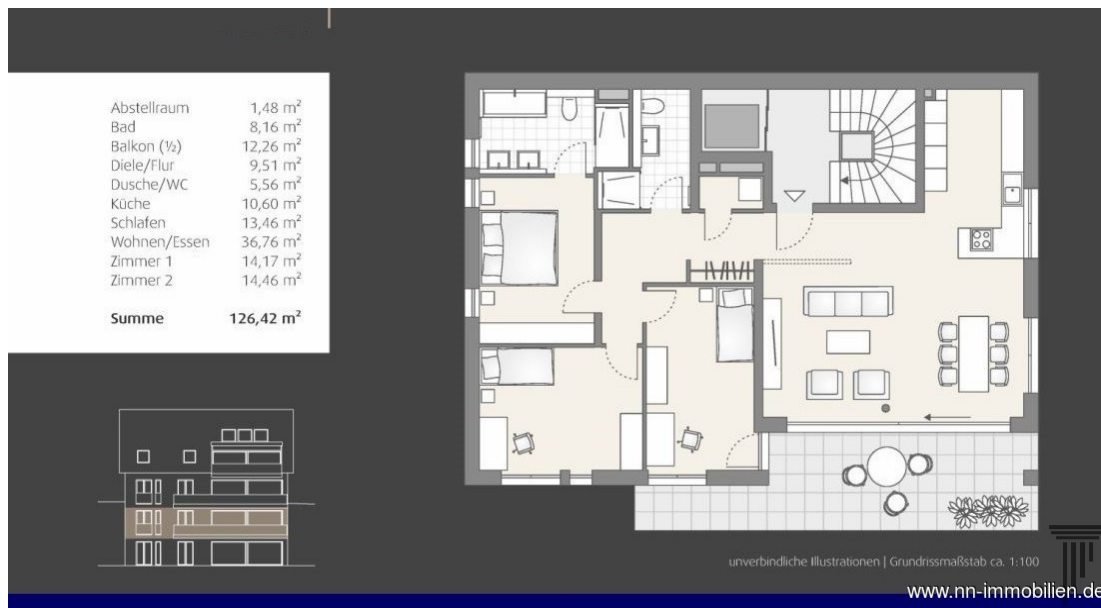 Abstellraum 1,48 m²
Bad 8,16 m²
Balkon (½) 12,26 m²
Diele/Flur 9,51 m²
Dusche/WC 5,56 m²
Küche 10,60 m²
Schlafen 13,46 m²
Wohnen/Essen 36,76 m²
Zimmer 1 14,17 m²
Zimmer 2 14,46 m²
Summe 126,42 m²
unverbindliche Illustrationen | Grundrissmaßstab ca. 1:100
www.nn-immobilien.de